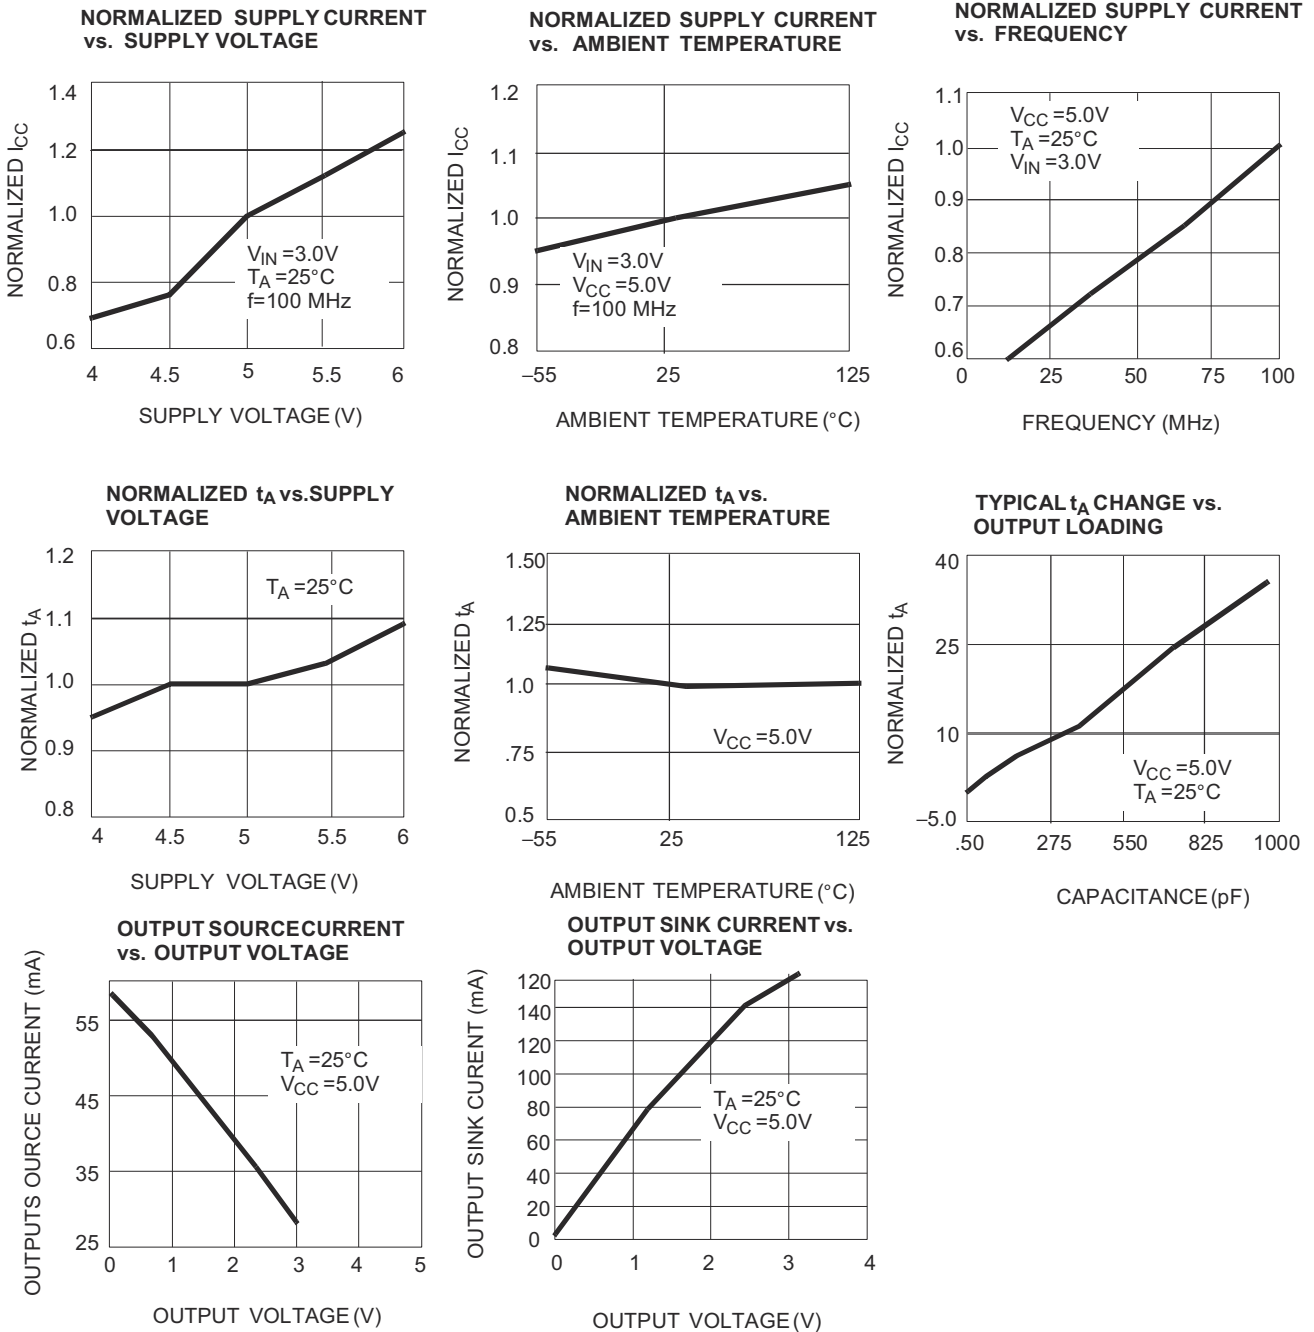 NORMALIZED SUPPLY CURRENT
vs. SUPPLY VOLTAGE
1.4
1.2
1.0
0.8
0.6
NORMALIZED ICC
VIN =3.0V
TA =25°C
f=100 MHz
4 4.5 5 5.5 6
SUPPLY VOLTAGE (V)
NORMALIZED SUPPLY CURRENT
vs. AMBIENT TEMPERATURE
1.2
1.1
1.0
0.9
0.8
NORMALIZED ICC
VIN =3.0V
VCC =5.0V
f=100 MHz
–55 25 125
AMBIENT TEMPERATURE (°C)
NORMALIZED SUPPLY CURRENT
vs. FREQUENCY
1.1
1.0
0.9
0.8
0.7
0.6
NORMALIZED ICC
VCC =5.0V
TA =25°C
VIN =3.0V
0 25 50 75 100
FREQUENCY (MHz)
NORMALIZED tA vs.SUPPLY
VOLTAGE
1.2
1.1
1.0
0.9
0.8
NORMALIZED tA
TA =25°C
4 4.5 5 5.5 6
SUPPLY VOLTAGE (V)
NORMALIZED tA vs.
AMBIENT TEMPERATURE
1.50
1.25
1.0
.75
0.5
NORMALIZED tA
VCC =5.0V
–55 25 125
AMBIENT TEMPERATURE (°C)
TYPICAL tA CHANGE vs.
OUTPUT LOADING
40
25
10
–5.0
NORMALIZED tA
VCC =5.0V
TA =25°C
.50 275 550 825 1000
CAPACITANCE (pF)
OUTPUT SOURCE CURRENT
vs. OUTPUT VOLTAGE
55
45
35
25
OUTPUTS OURCE CURRENT (mA)
TA =25°C
VCC =5.0V
0 1 2 3 4 5
OUTPUT VOLTAGE (V)
OUTPUT SINK CURRENT vs.
OUTPUT VOLTAGE
120
140
120
100
80
60
40
20
0
OUTPUT SINK CURENT (mA)
TA =25°C
VCC =5.0V
0 1 2 3 4
OUTPUT VOLTAGE (V)